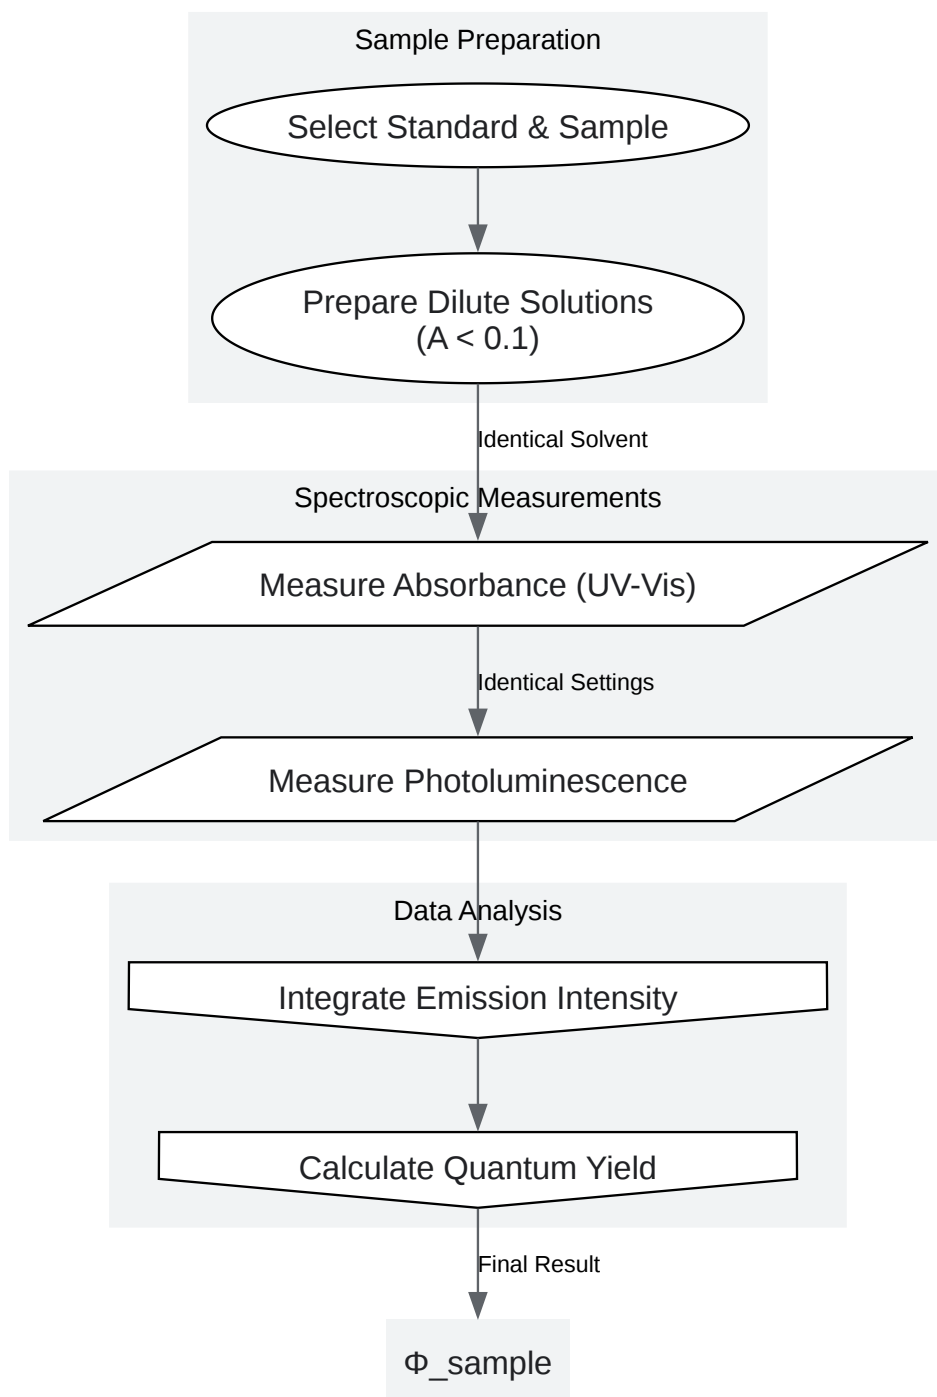 Sample Preparation
Select Standard & Sample
Prepare Dilute Solutions
(A < 0.1)
Identical Solvent
Spectroscopic Measurements
Measure Absorbance (UV-Vis)
Identical Settings
Measure Photoluminescence
Data Analysis
Integrate Emission Intensity
Calculate Quantum Yield
Final Result
Φ_sample